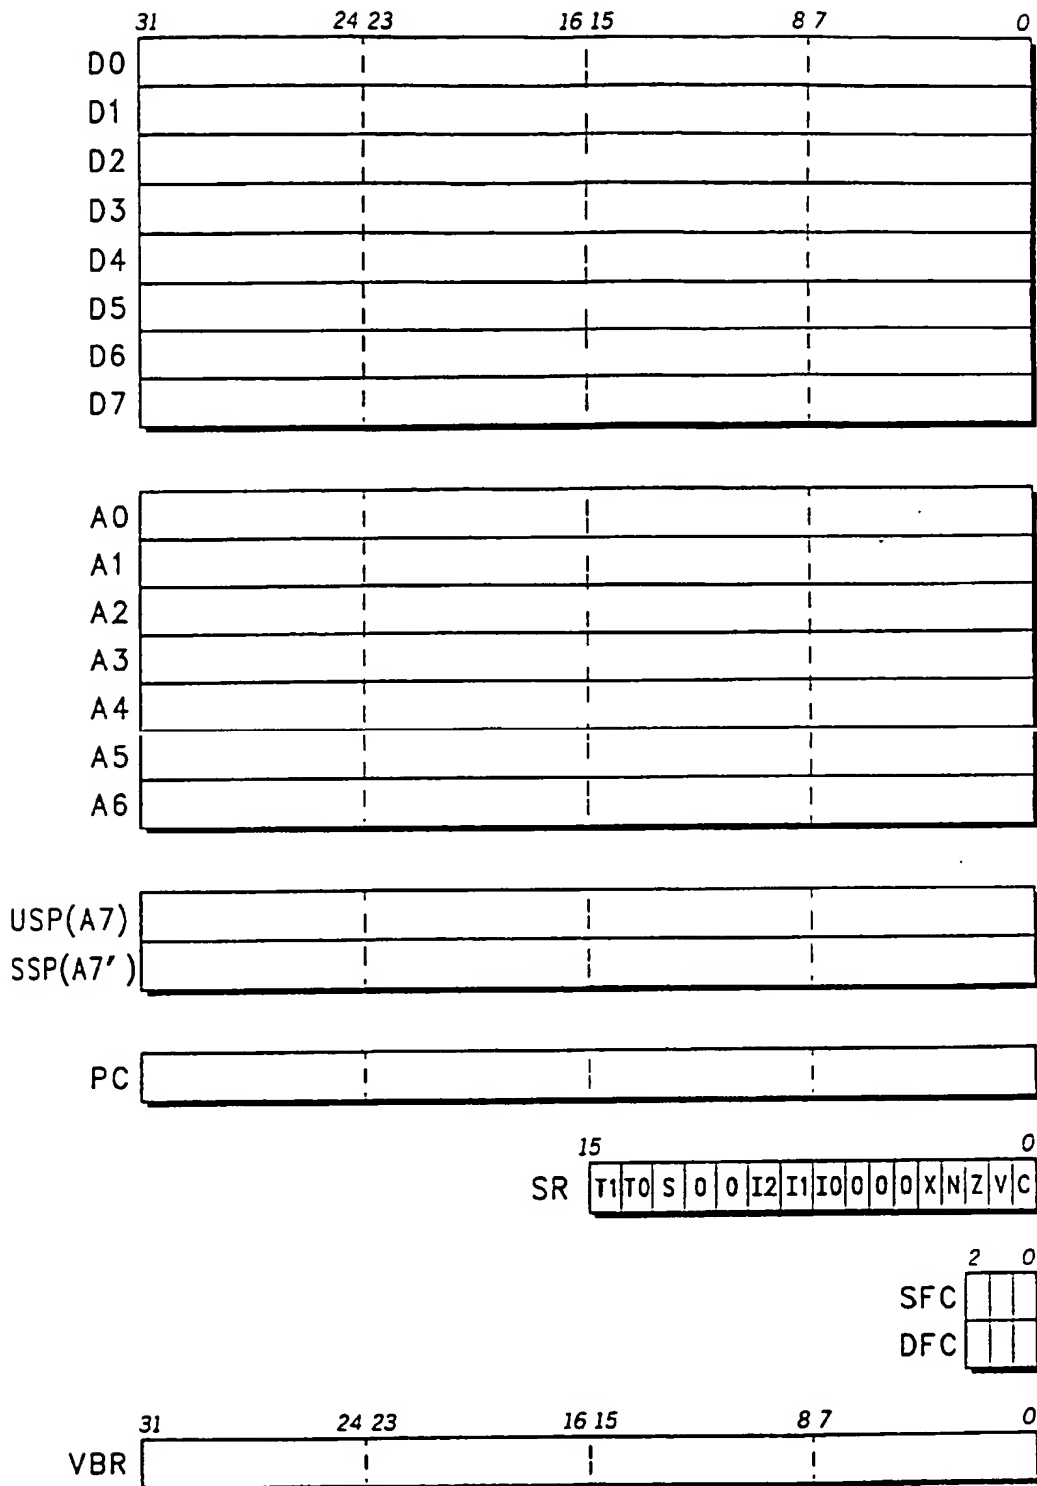 31 24 23 16 15 8 7 0
D0
D1
D2
D3
D4
D5
D6
D7
A0
A1
A2
A3
A4
A5
A6
USP(A7)
SSP(A7′)
PC
15 0
SR T1 T0 S 0 0 I2 I1 I0 0 0 0 X N Z V C
2 0
SFC
DFC
31 24 23 16 15 8 7 0
VBR